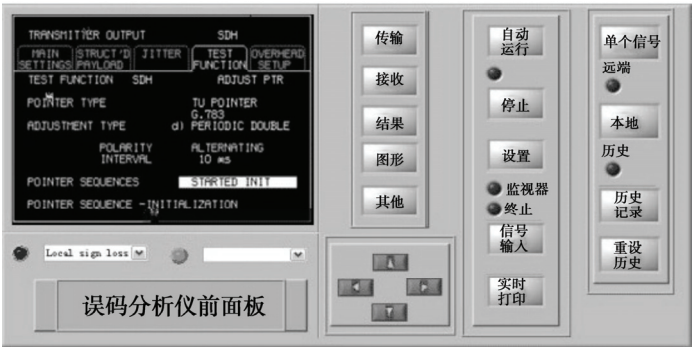 TRANSMITTER OUTPUT SDH
MAIN SETTINGS
STRUCT'D PAYLOAD
JITTER
TEST FUNCTION
OVERHEAD SETUP
TEST FUNCTION SDH ADJUST PTR
POINTER TYPE TU POINTER
G.783
ADJUSTMENT TYPE d) PERIODIC DOUBLE
POLARITY ALTERNATING
INTERVAL 10 ms
POINTER SEQUENCES STARTED INIT
POINTER SEQUENCE -INITIALIZATION
Local sign loss
误码分析仪前面板
传输
接收
结果
图形
其他
自动
运行
停止
设置
监视器
终止
信号
输入
实时
打印
单个信号
远端
本地
历史
历史
记录
重设
历史